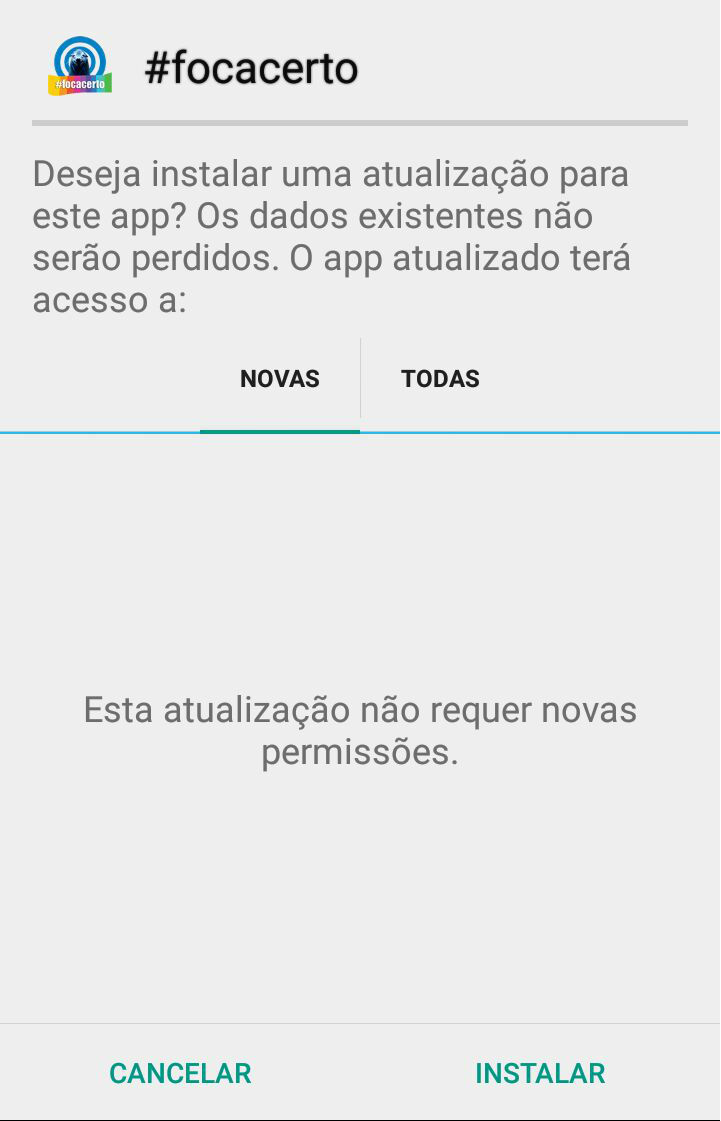 #focacerto
#focacerto
Deseja instalar uma atualização para
este app? Os dados existentes não
serão perdidos. O app atualizado terá
acesso a:
NOVAS
TODAS
Esta atualização não requer novas
permissões.
CANCELAR
INSTALAR